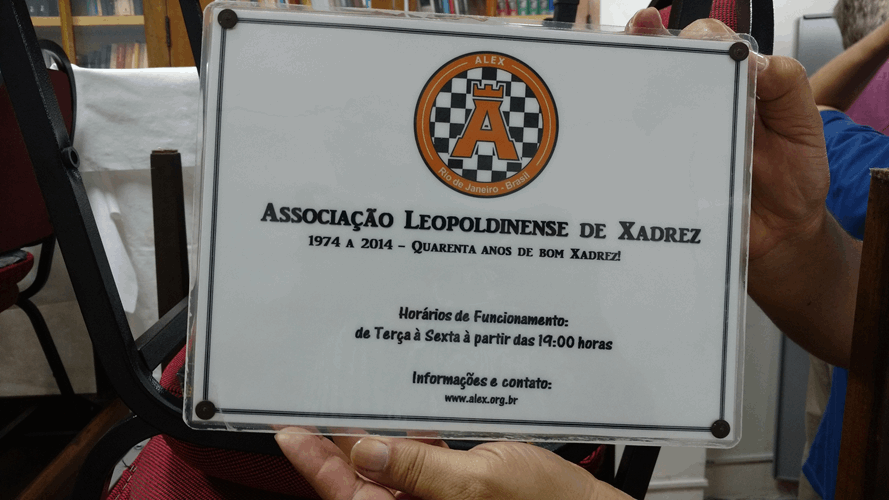 ALEX
A
Rio de Janeiro - Brasil
Associação Leopoldinense de Xadrez
1974 a 2014 – Quarenta anos de bom Xadrez!
Horários de Funcionamento:
de Terça à Sexta à partir das 19:00 horas
Informações e contato:
www.alex.org.br